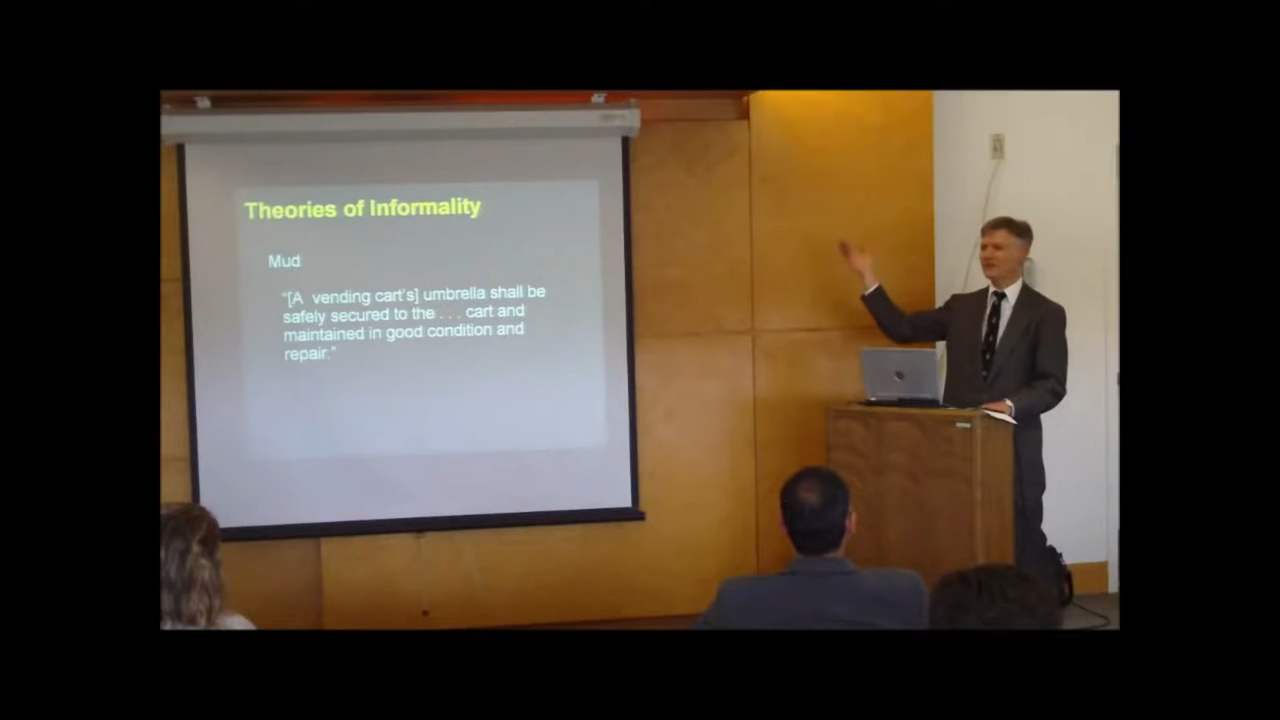 Theories of Informality
Mud
"[A vending cart's] umbrella shall be
safely secured to the . . . cart and
maintained in good condition and
repair."